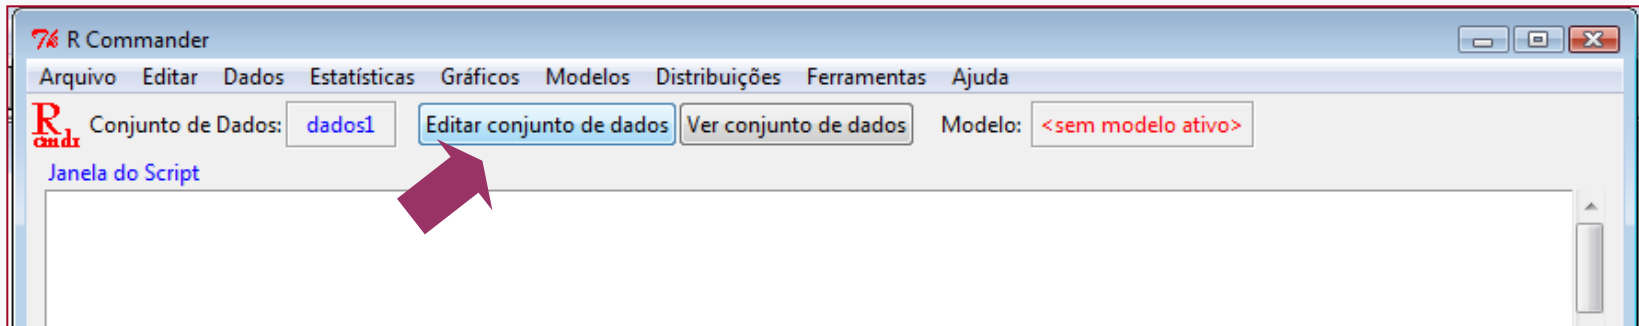 R Commander
Arquivo Editar Dados Estatísticas Gráficos Modelos Distribuições Ferramentas Ajuda
R cmdr Conjunto de Dados: dados1 Editar conjunto de dados Ver conjunto de dados Modelo: <sem modelo ativo>
Janela do Script